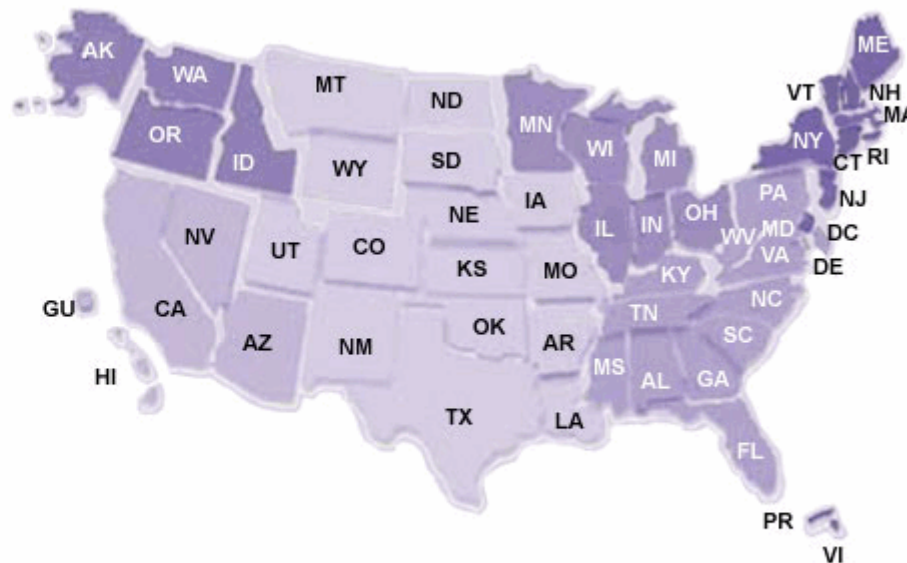 AK
WA
MT
ND
MN
ME
VT
NH
MA
OR
ID
WY
SD
WI
MI
NY
CT
RI
NJ
NV
UT
CO
NE
IA
IL
IN
OH
PA
WV
MD
DC
VA
DE
GU
CA
AZ
NM
KS
MO
KY
NC
TN
SC
OK
AR
MS
AL
GA
HI
TX
LA
FL
PR
VI